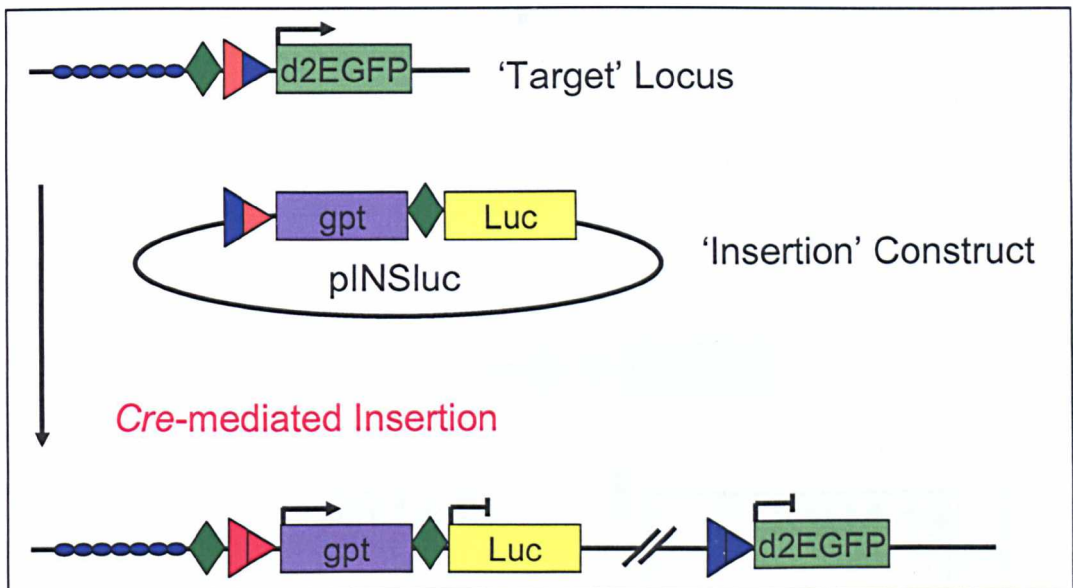 d2EGFP
'Target' Locus
gpt
Luc
pINSluc
'Insertion' Construct
Cre-mediated Insertion
gpt
Luc
d2EGFP